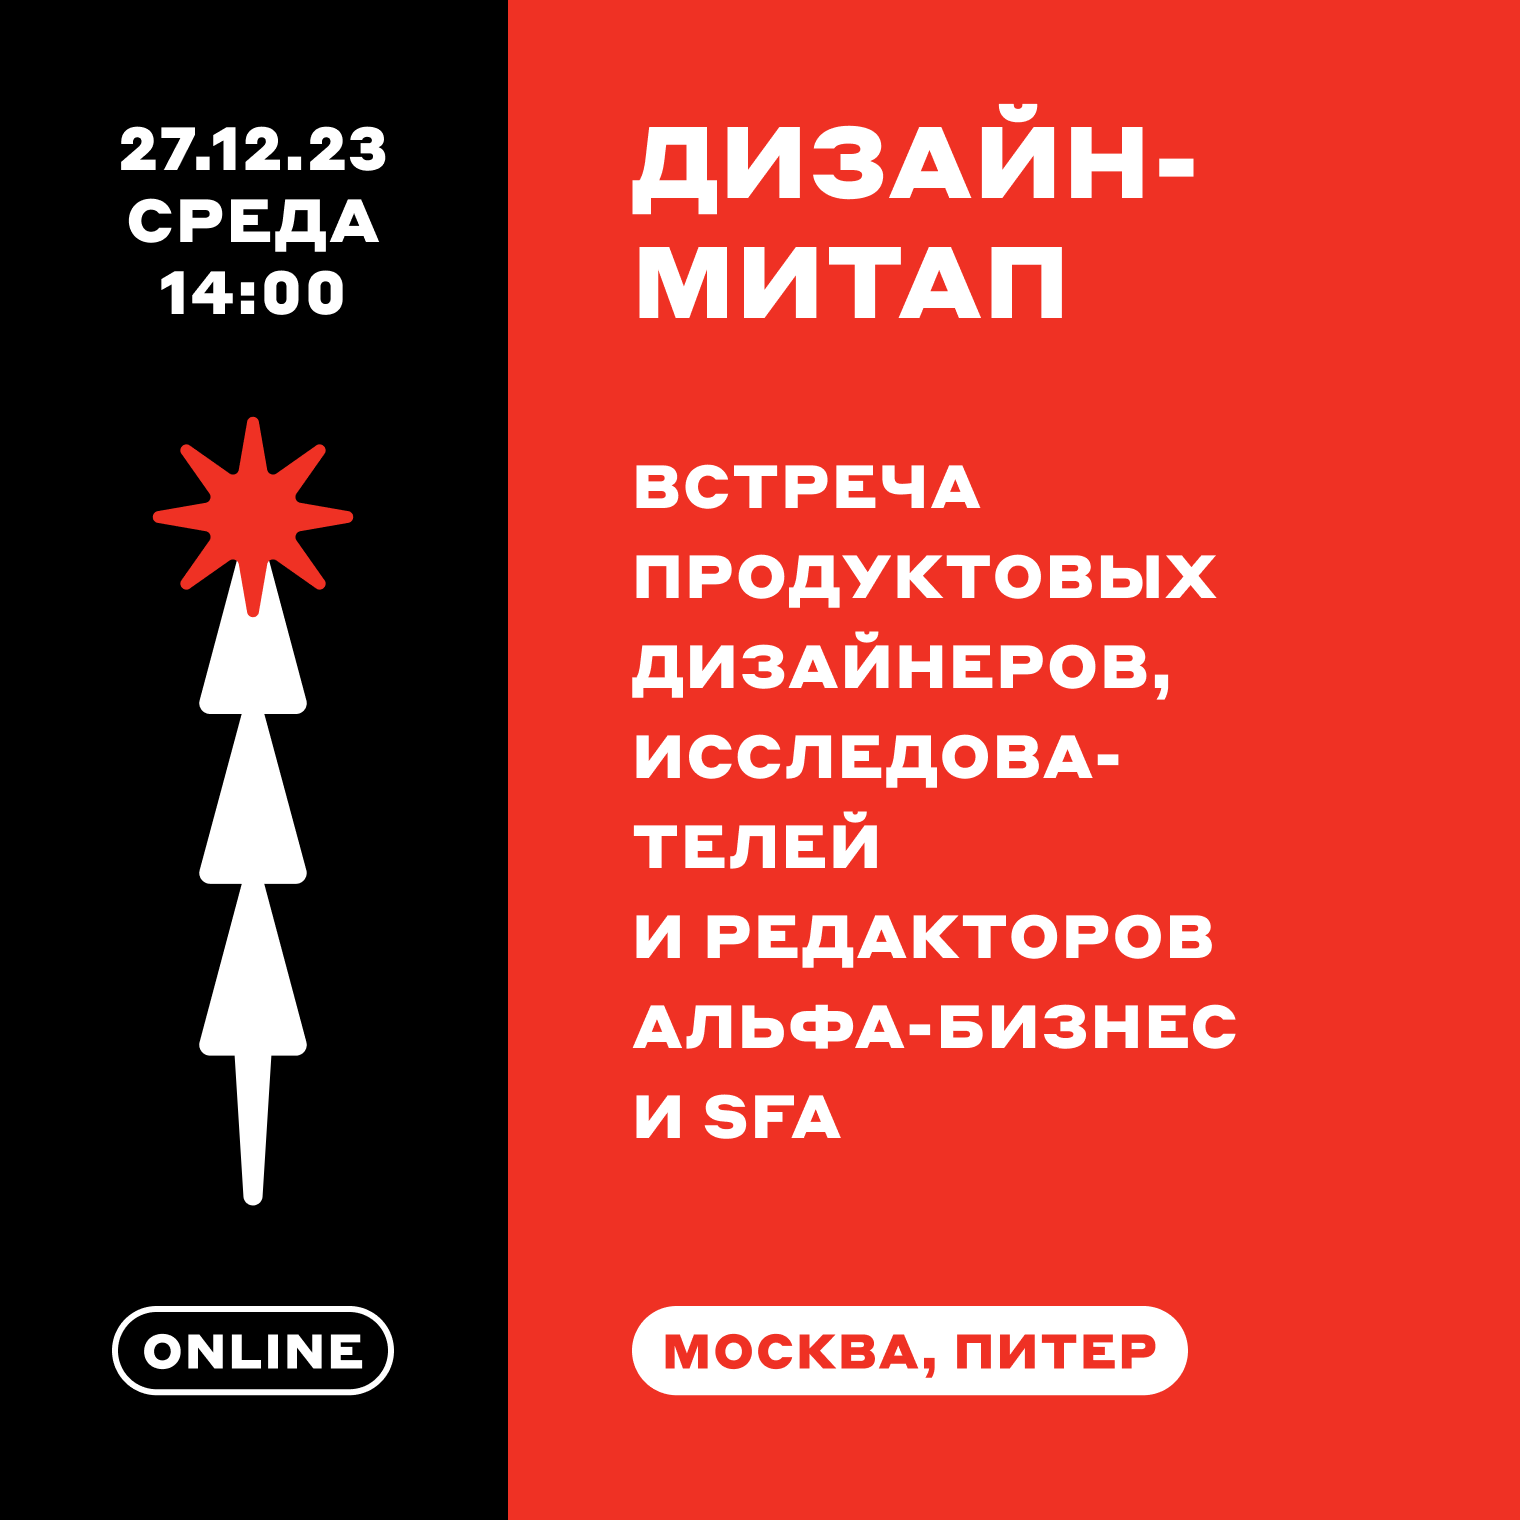 27.12.23
СРЕДА
14:00
ДИЗАЙН-
МИТАП
ВСТРЕЧА
ПРОДУКТОВЫХ
ДИЗАЙНЕРОВ,
ИССЛЕДОВА-
ТЕЛЕЙ
И РЕДАКТОРОВ
АЛЬФА-БИЗНЕС
И SFA
ONLINE
МОСКВА, ПИТЕР